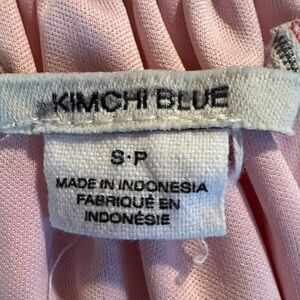 KIMCHI BLUE
S·P
MADE IN INDONESIA
FABRIQUÉ EN
INDONÉSIE